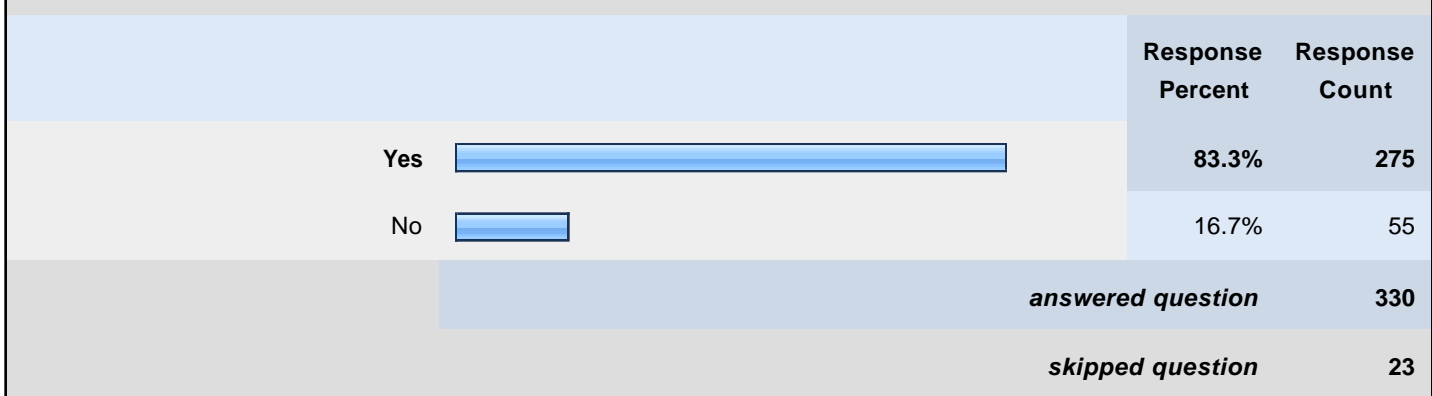 Response Response
Percent Count
Yes 83.3% 275
No 16.7% 55
answered question 330
skipped question 23